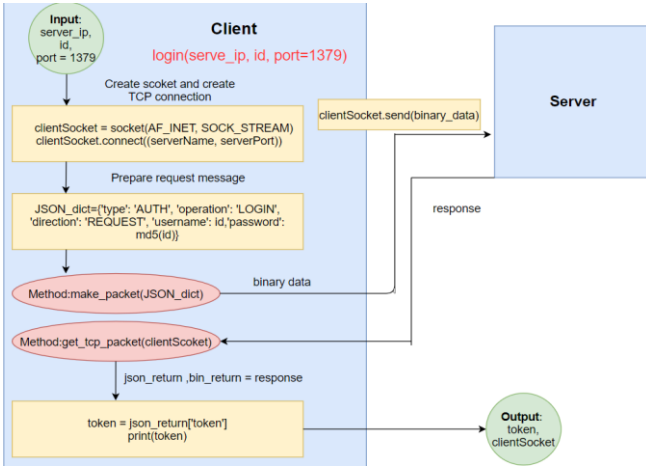 Input:
server_ip,
id,
port = 1379
Client
login(serve_ip, id, port=1379)
Create scoket and create
TCP connection
clientSocket = socket(AF_INET, SOCK_STREAM)
clientSocket.connect((serverName, serverPort))
Prepare request message
JSON_dict={'type': 'AUTH', 'operation': 'LOGIN',
'direction': 'REQUEST', 'username': id,'password':
md5(id)}
Method:make_packet(JSON_dict)
binary data
clientSocket.send(binary_data)
Server
response
Method:get_tcp_packet(clientScoket)
json_return ,bin_return = response
token = json_return['token']
print(token)
Output:
token,
clientSocket